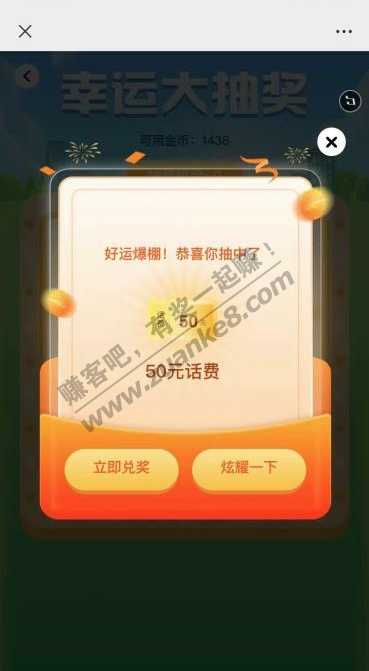 幸运大抽奖
可用金币：1438
好运爆棚！恭喜你抽中了
50
50元话费
立即兑奖
炫耀一下
赚客吧，有奖一起赚！
www.zuanke8.com